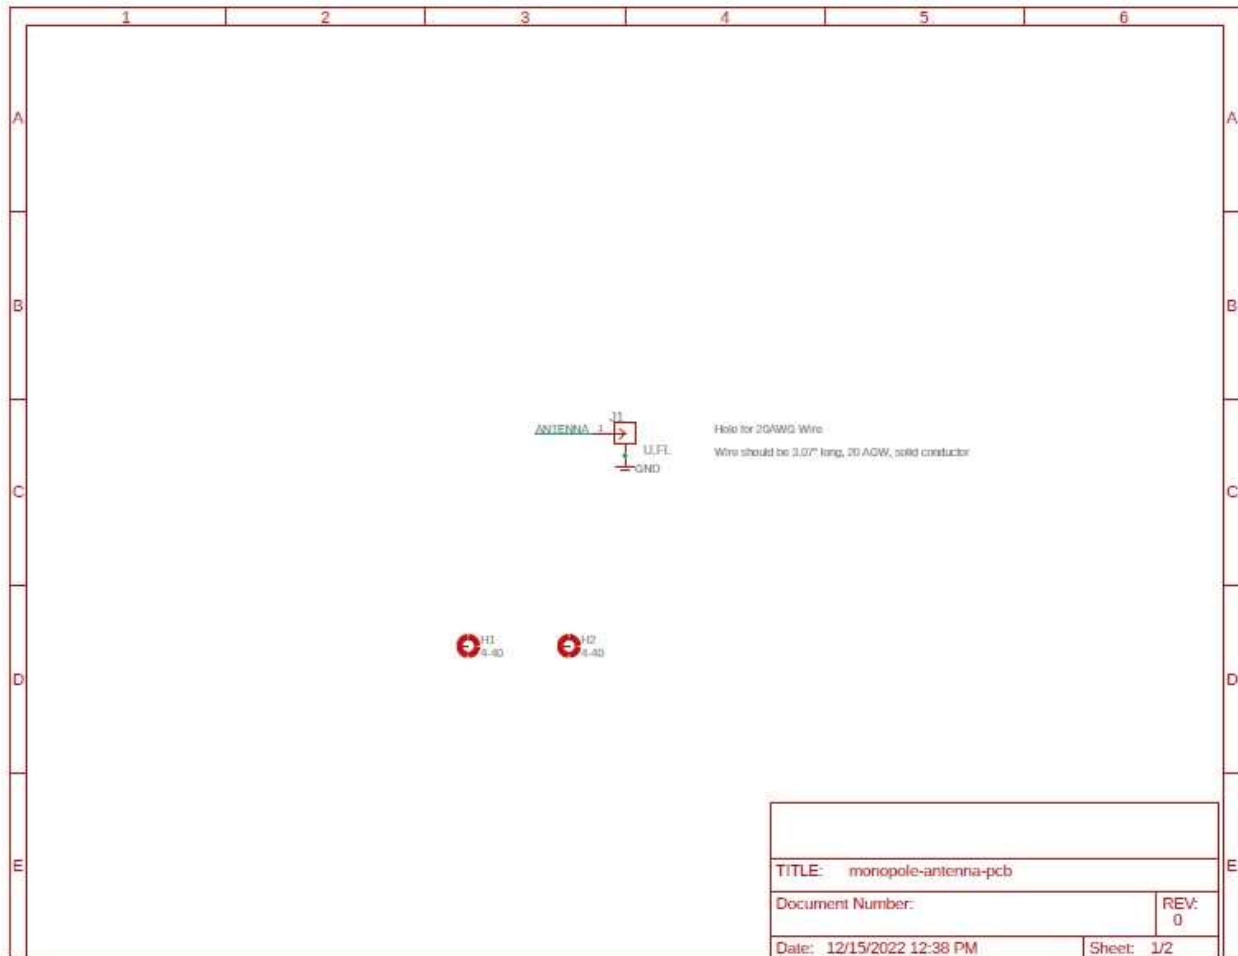 1 2 3 4 5 6
A A
B B
J1
ANTENNA 1
Hole for 20AWG Wire
U.FL
Wire should be 3.07" long, 20 AGW, solid conductor
GND
C C
H1 H2
4-40 4-40
D D
E E
TITLE: monopole-antenna-pcb
Document Number:
REV:
0
Date: 12/15/2022 12:38 PM
Sheet: 1/2